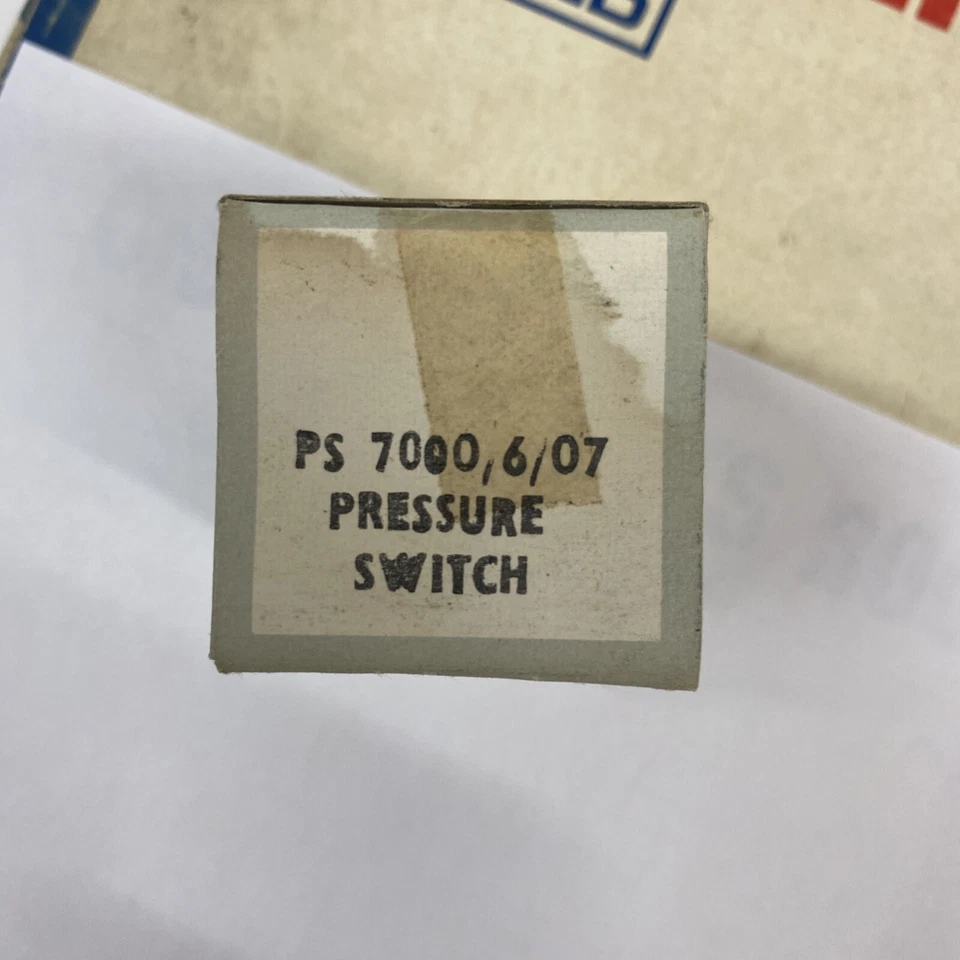 PS 7000/6/07
PRESSURE
SWITCH